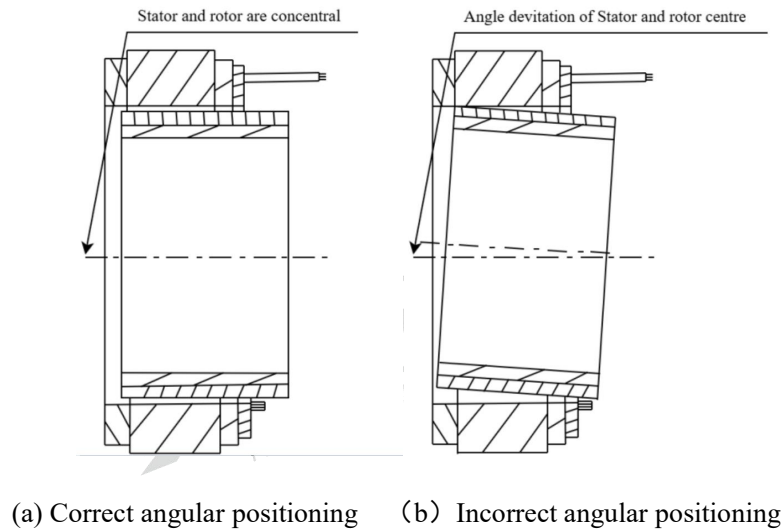 Stator and rotor are concentral
Angle devitation of Stator and rotor centre
(a) Correct angular positioning
（b）Incorrect angular positioning